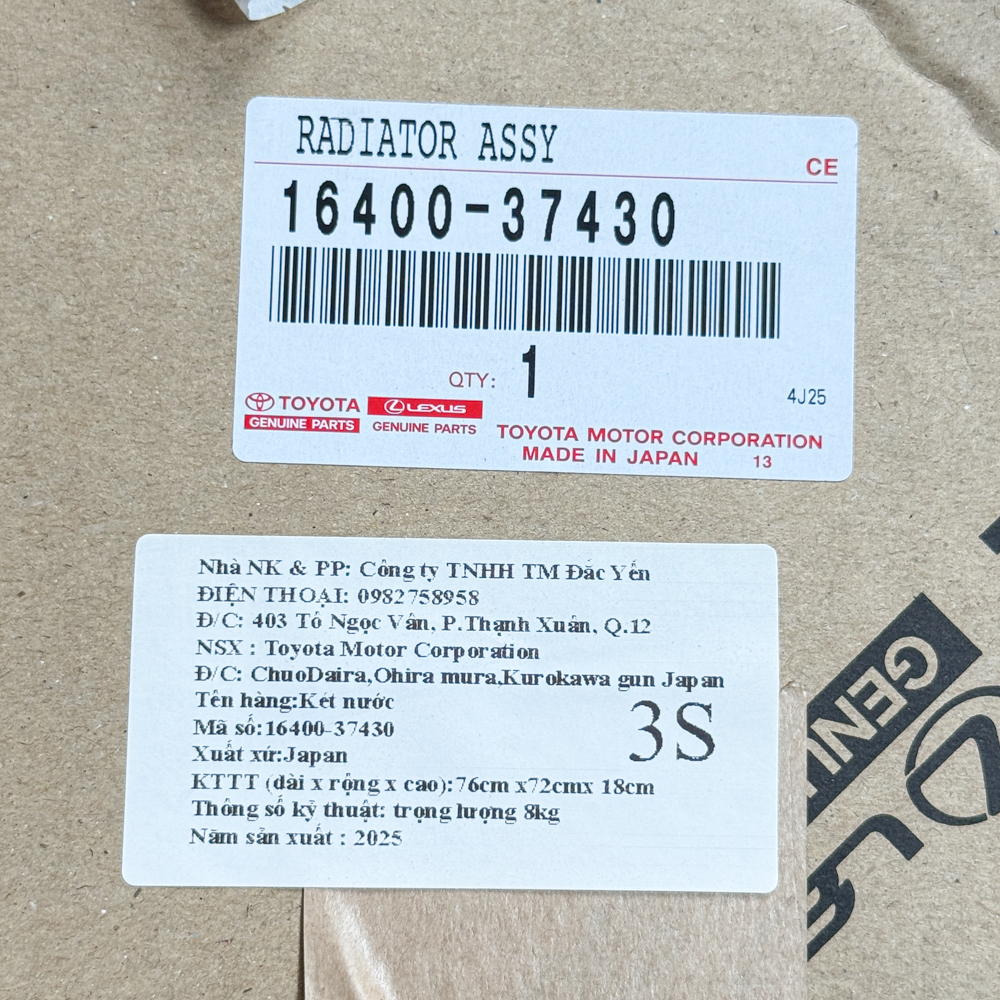 RADIATOR ASSY
CE
16400-37430
QTY: 1
4J25
TOYOTA
GENUINE PARTS
LEXUS
GENUINE PARTS
TOYOTA MOTOR CORPORATION
MADE IN JAPAN 13
Nhà NK & PP: Công ty TNHH TM Đắc Yến
ĐIỆN THOẠI: 0982758958
Đ/C: 403 Tô Ngọc Vân, P.Thạnh Xuân, Q.12
NSX : Toyota Motor Corporation
Đ/C: ChuoDaira,Ohira mura,Kurokawa gun Japan
Tên hàng:Két nước
Mã số:16400-37430
Xuất xứ:Japan
3S
KTTT (dài x rộng x cao):76cm x72cmx 18cm
Thông số kỹ thuật: trọng lượng 8kg
Năm sản xuất : 2025
GENU
LE